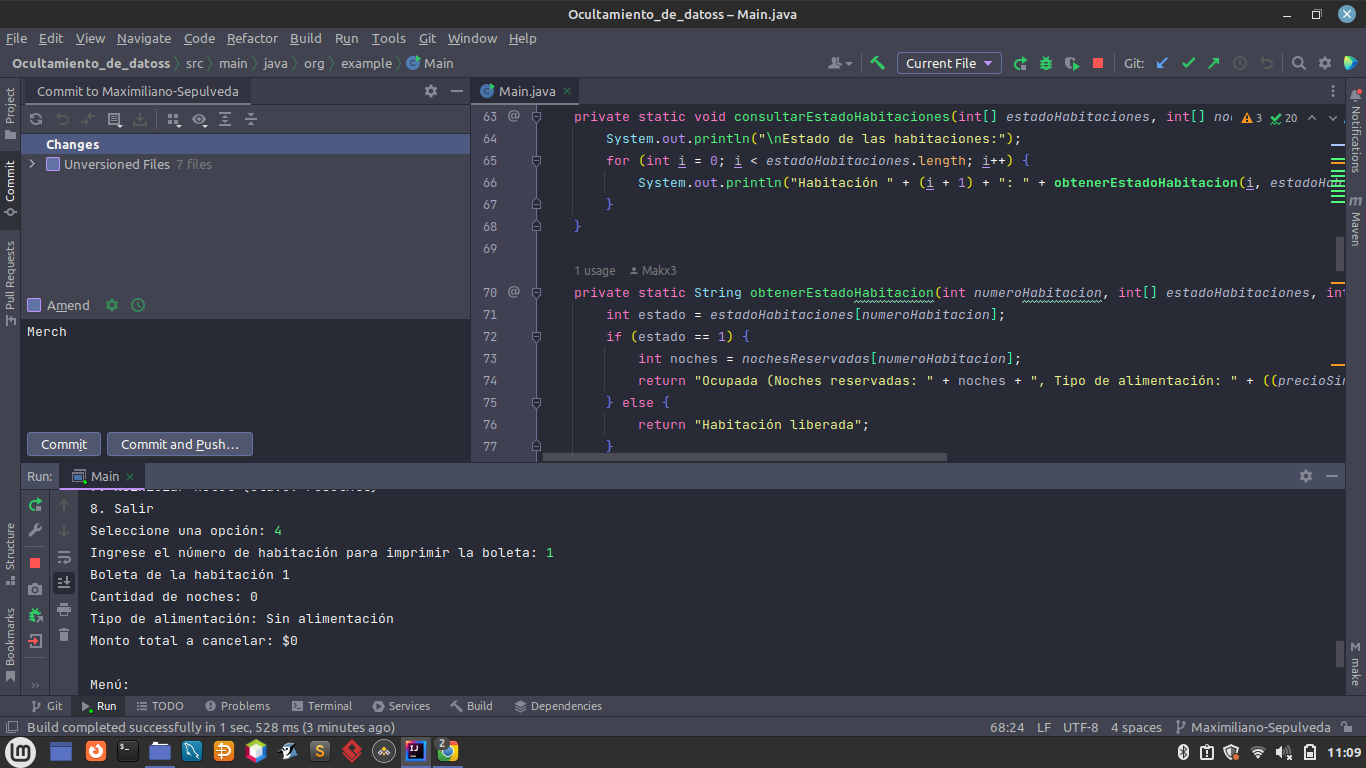 Ocultamiento_de_datoss – Main.java
File Edit View Navigate Code Refactor Build Run Tools Git Window Help
Ocultamiento_de_datoss src main java org example Main
Current File
Git:
Commit to Maximiliano-Sepulveda
Main.java
Project
Commit
Pull Requests
Structure
Bookmarks
Notifications
Maven
make
Changes
Unversioned Files 7 files
Amend
Merch
Commit
Commit and Push...
3 20
63 @ private static void consultarEstadoHabitaciones(int[] estadoHabitaciones, int[] no
64 System.out.println("\nEstado de las habitaciones:");
65 for (int i = 0; i < estadoHabitaciones.length; i++) {
66 System.out.println("Habitación " + (i + 1) + ": " + obtenerEstadoHabitacion(i, estadoHab
67 }
68 }
69
1 usage Makx3
70 @ private static String obtenerEstadoHabitacion(int numeroHabitacion, int[] estadoHabitaciones, int
71 int estado = estadoHabitaciones[numeroHabitacion];
72 if (estado == 1) {
73 int noches = nochesReservadas[numeroHabitacion];
74 return "Ocupada (Noches reservadas: " + noches + ", Tipo de alimentación: " + ((precioSin
75 } else {
76 return "Habitación liberada";
77 }
Run: Main
8. Salir
Seleccione una opción: 4
Ingrese el número de habitación para imprimir la boleta: 1
Boleta de la habitación 1
Cantidad de noches: 0
Tipo de alimentación: Sin alimentación
Monto total a cancelar: $0
Menú:
Git Run TODO Problems Terminal Services Build Dependencies
Build completed successfully in 1 sec, 528 ms (3 minutes ago)
68:24 LF UTF-8 4 spaces Maximiliano-Sepulveda
2
11:09